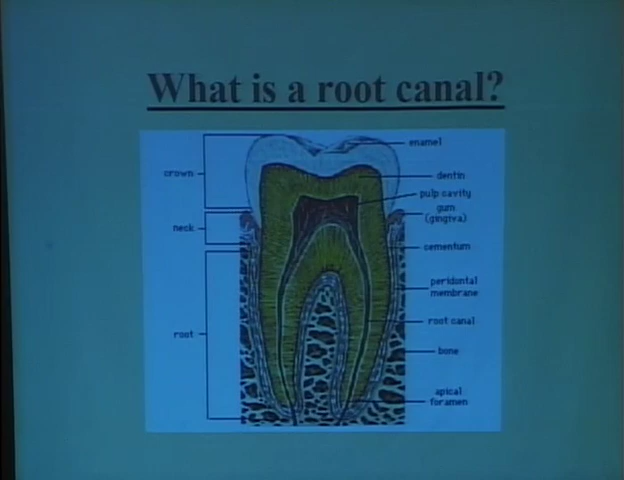 What is a root canal?
enamel
crown
dentin
pulp cavity
gum
(gingiva)
neck
cementum
peridontal
membrane
root canal
root
bone
apical
foramen